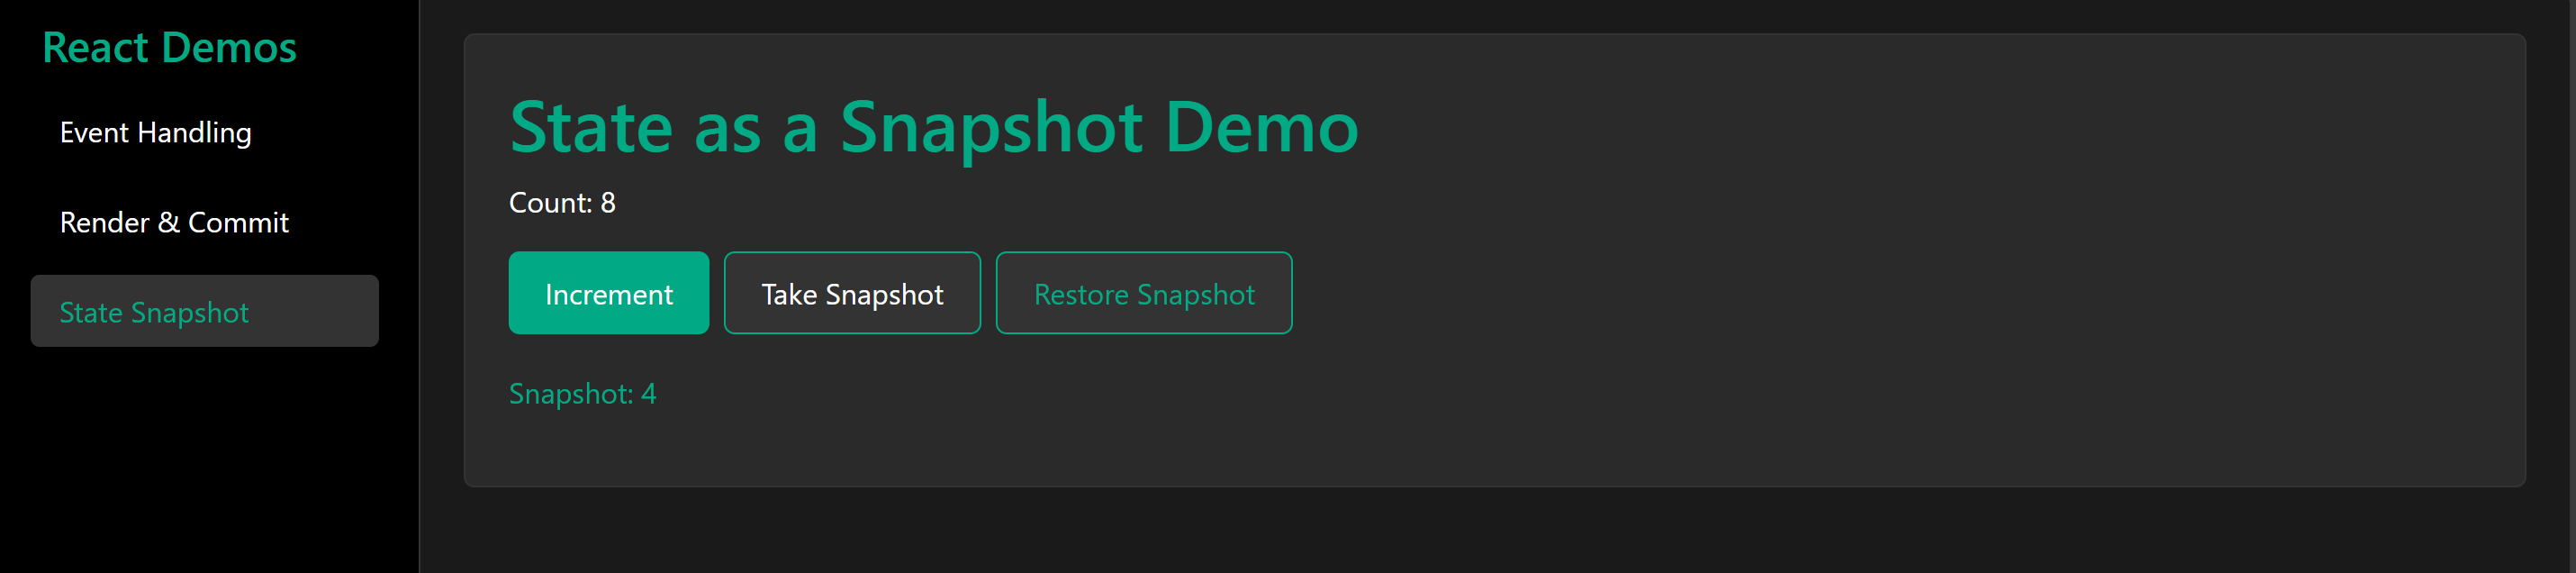 React Demos
Event Handling
Render & Commit
State Snapshot
State as a Snapshot Demo
Count: 8
Increment Take Snapshot Restore Snapshot
Snapshot: 4